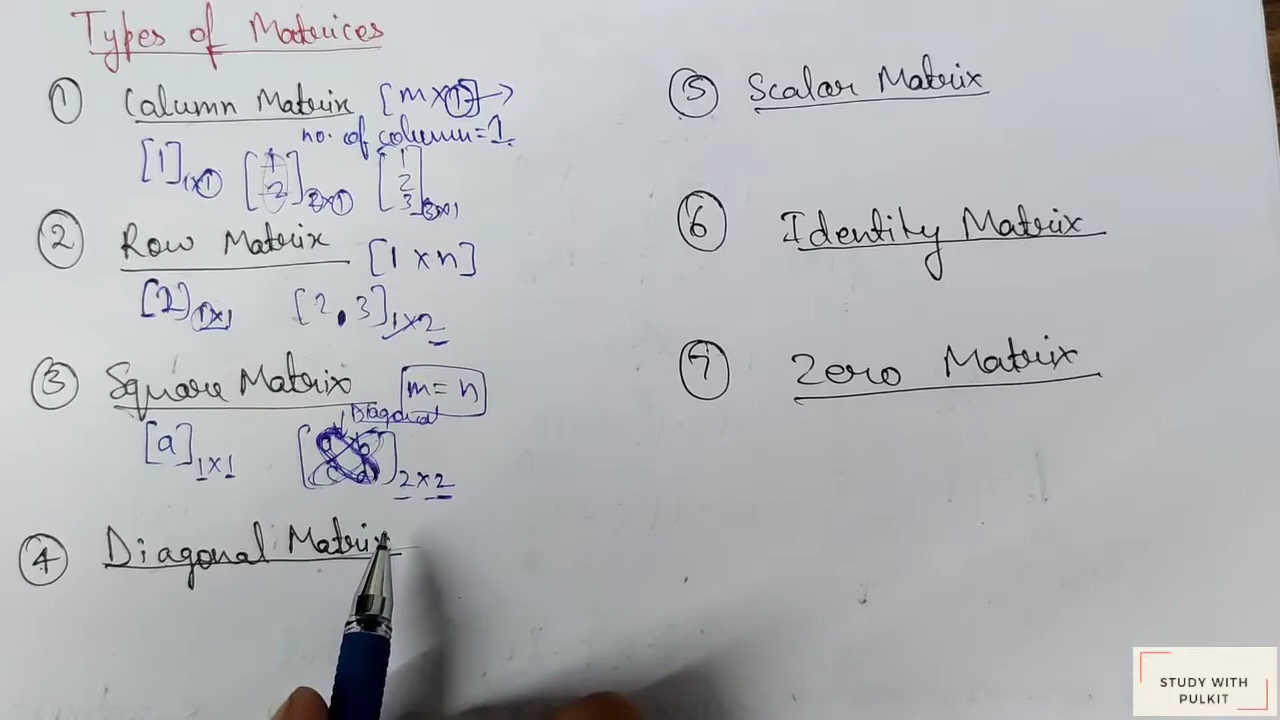 Types of Matrices
① Column Matrix [m×1] →
no. of column = 1
[1]1×1 [1 2]2×1 [1 2 3]3×1
② Row Matrix [1 × n]
[2]1×1 [2, 3]1×2
③ Square Matrix m = n
Diagonal
[a]1×1 [a b c d]2×2
④ Diagonal Matrix
⑤ Scalar Matrix
⑥ Identity Matrix
⑦ Zero Matrix
STUDY WITH
PULKIT